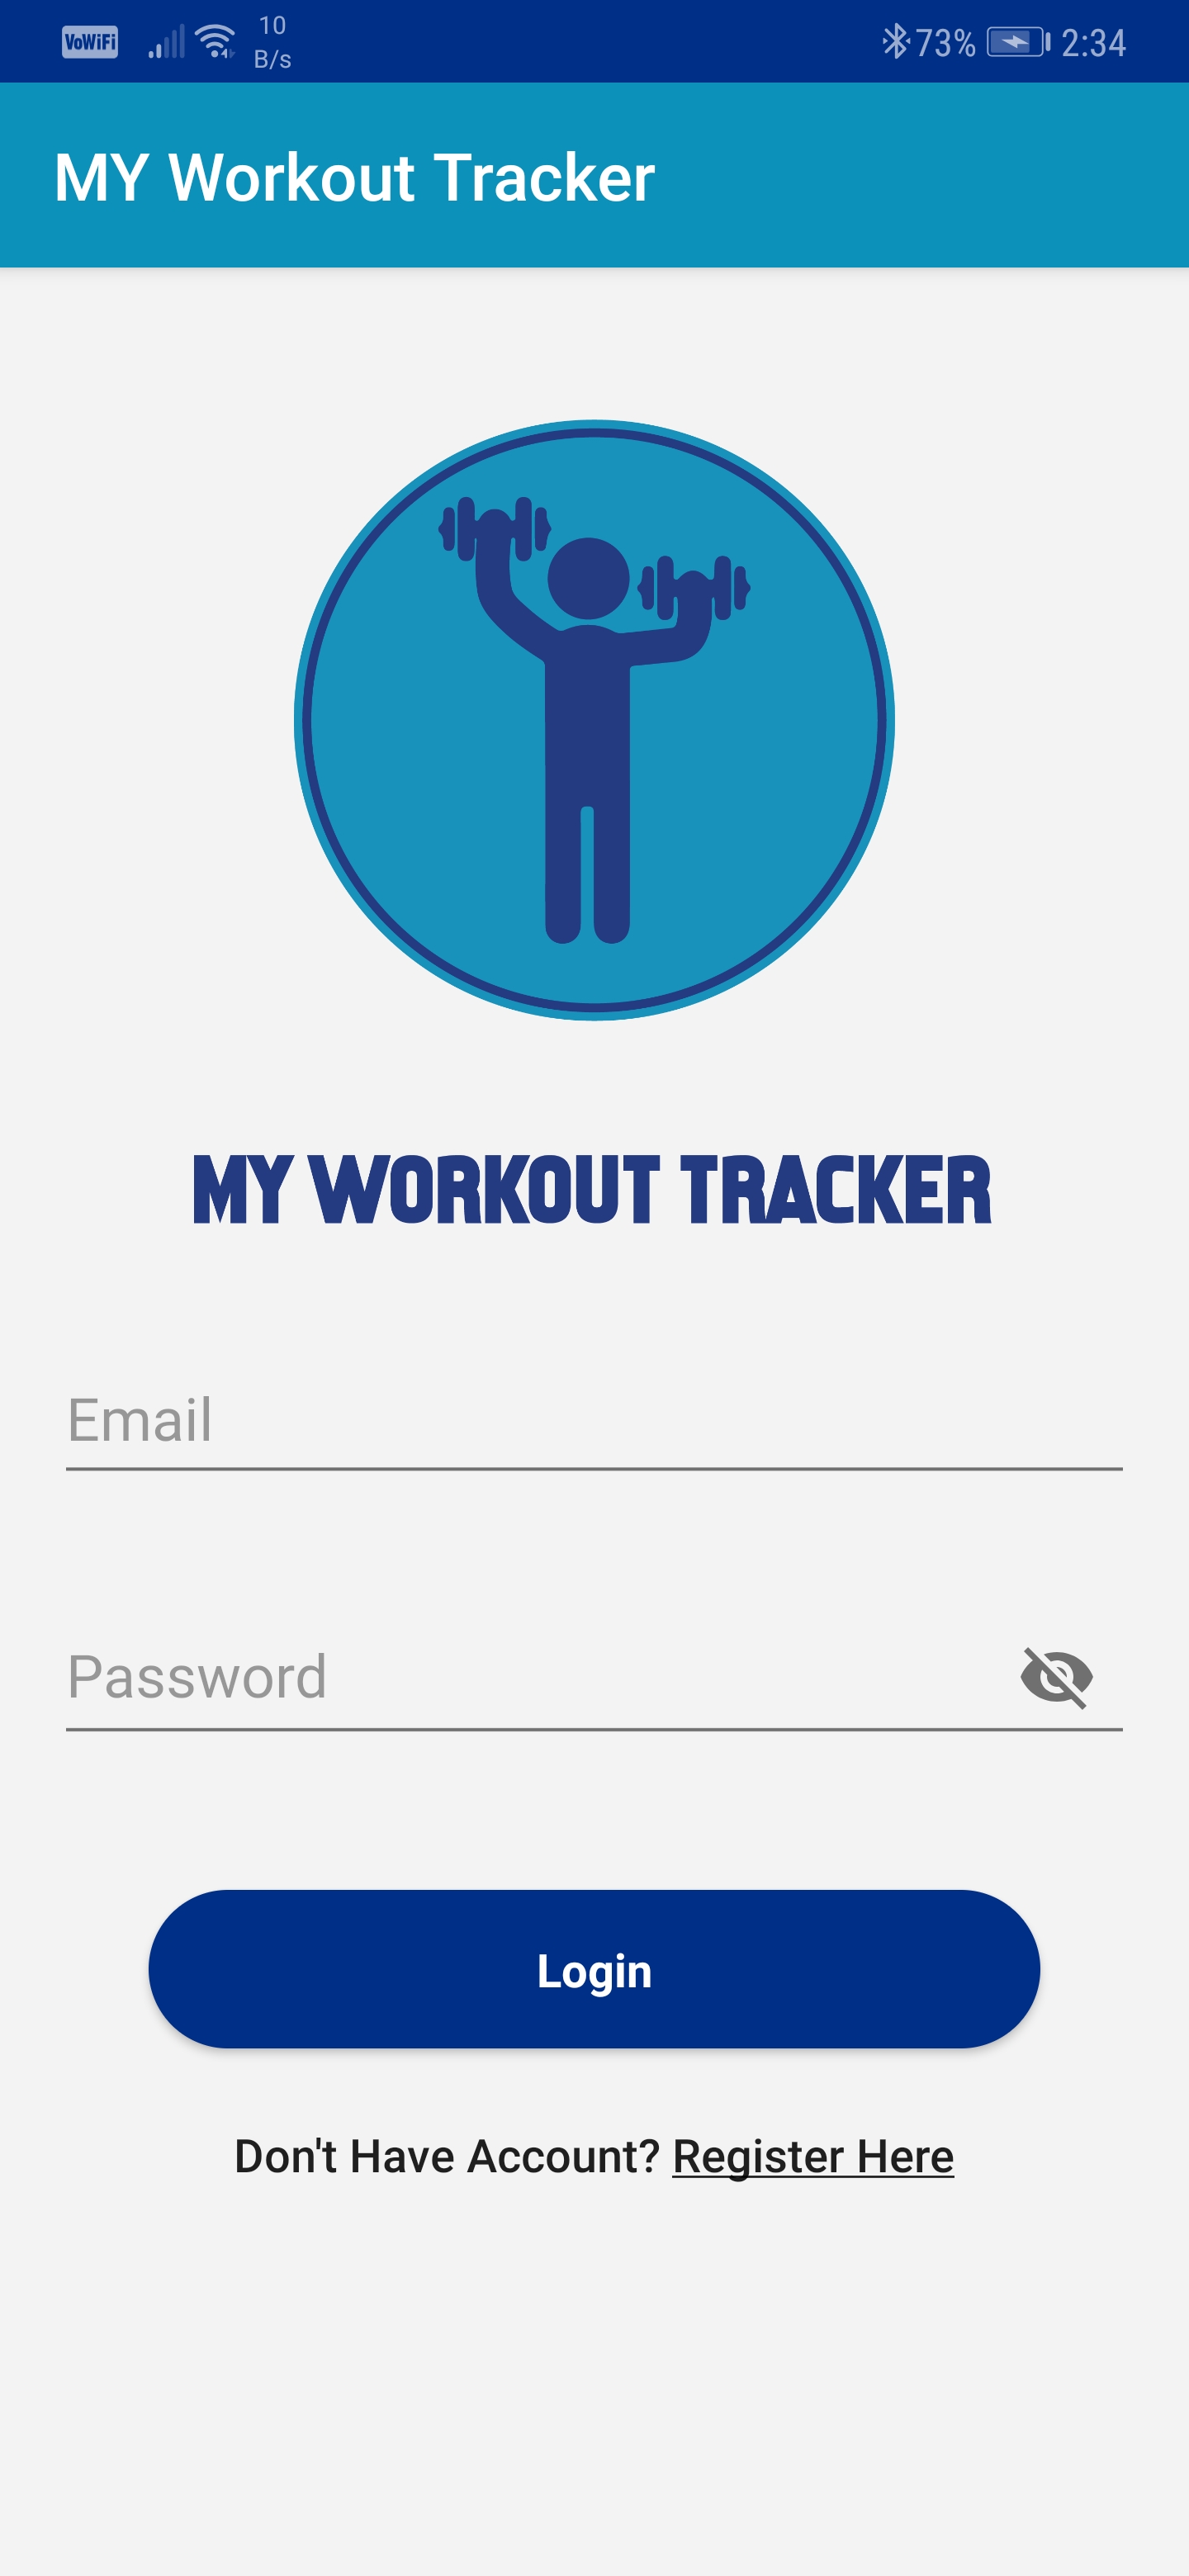 VoWiFi 10 B/s 73% 2:34
MY Workout Tracker
MY WORKOUT TRACKER
Email
Password
Login
Don't Have Account? Register Here